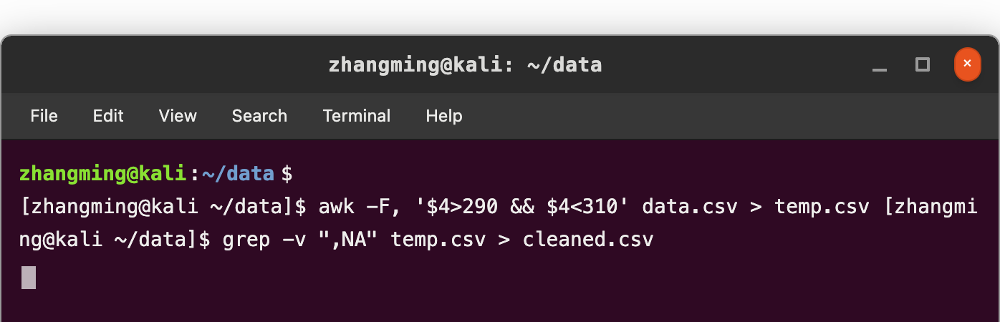 zhangming@kali: ~/data
File Edit View Search Terminal Help
zhangming@kali:~/data $
[zhangming@kali ~/data]$ awk -F, '$4>290 && $4<310' data.csv > temp.csv [zhangmi
ng@kali ~/data]$ grep -v ",NA" temp.csv > cleaned.csv